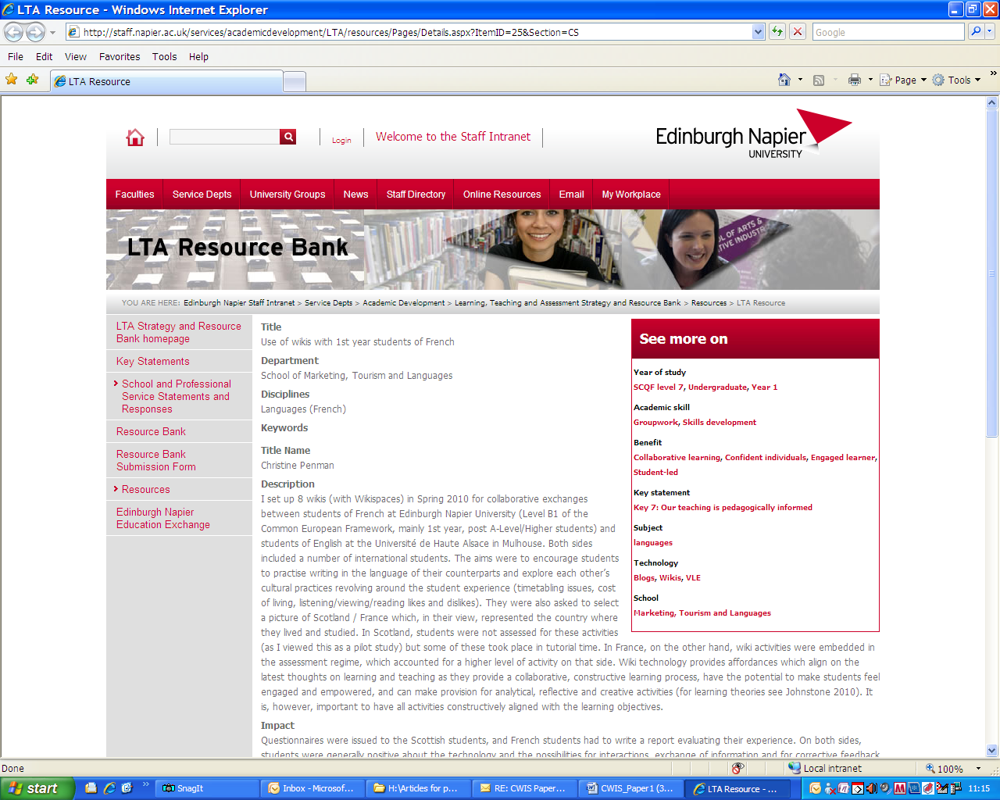 LTA Resource - Windows Internet Explorer
http://staff.napier.ac.uk/services/academicdevelopment/LTA/resources/Pages/Details.aspx?ItemID=25&Section=CS
Google
File Edit View Favorites Tools Help
LTA Resource
Page Tools
Login
Welcome to the Staff Intranet
Edinburgh Napier
UNIVERSITY
Faculties Service Depts University Groups News Staff Directory Online Resources Email My Workplace
LTA Resource Bank
OL OF ARTS &
TIVE INDUSTRI
YOU ARE HERE: Edinburgh Napier Staff Intranet > Service Depts > Academic Development > Learning, Teaching and Assessment Strategy and Resource Bank > Resources > LTA Resource
LTA Strategy and Resource
Bank homepage
Key Statements
School and Professional
Service Statements and
Responses
Resource Bank
Resource Bank
Submission Form
Resources
Edinburgh Napier
Education Exchange
Title
Use of wikis with 1st year students of French
Department
School of Marketing, Tourism and Languages
Disciplines
Languages (French)
Keywords
Title Name
Christine Penman
Description
I set up 8 wikis (with Wikispaces) in Spring 2010 for collaborative exchanges
between students of French at Edinburgh Napier University (Level B1 of the
Common European Framework, mainly 1st year, post A-Level/Higher students) and
students of English at the Université de Haute Alsace in Mulhouse. Both sides
included a number of international students. The aims were to encourage students
to practise writing in the language of their counterparts and explore each other's
cultural practices revolving around the student experience (timetabling issues, cost
of living, listening/viewing/reading likes and dislikes). They were also asked to select
a picture of Scotland / France which, in their view, represented the country where
they lived and studied. In Scotland, students were not assessed for these activities
(as I viewed this as a pilot study) but some of these took place in tutorial time. In France, on the other hand, wiki activities were embedded in
the assessment regime, which accounted for a higher level of activity on that side. Wiki technology provides affordances which align on the
latest thoughts on learning and teaching as they provide a collaborative, constructive learning process, have the potential to make students feel
engaged and empowered, and can make provision for analytical, reflective and creative activities (for learning theories see Johnstone 2010). It
is, however, important to have all activities constructively aligned with the learning objectives.
Impact
Questionnaires were issued to the Scottish students, and French students had to write a report evaluating their experience. On both sides,
students were generally positive about the technology and the possibilities for interactions, exchange of information and for corrective feedback
See more on
Year of study
SCQF level 7, Undergraduate, Year 1
Academic skill
Groupwork, Skills development
Benefit
Collaborative learning, Confident individuals, Engaged learner,
Student-led
Key statement
Key 7: Our teaching is pedagogically informed
Subject
languages
Technology
Blogs, Wikis, VLE
School
Marketing, Tourism and Languages
Done
Local intranet
100%
start
SnagIt
Inbox - Microsof...
H:\Articles for p...
RE: CWIS Paper...
CWIS_Paper1 (3...
LTA Resource - ...
11:15